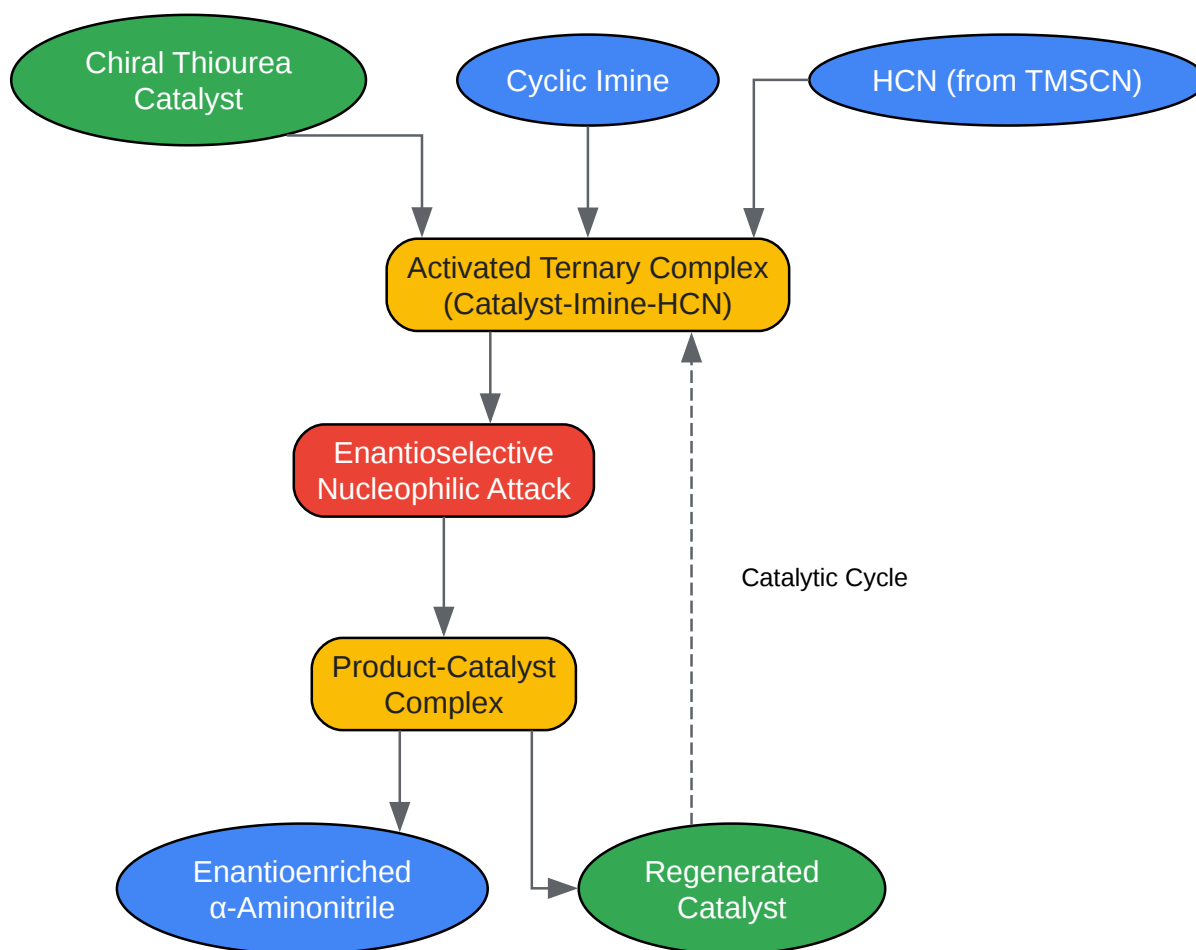 Chiral Thiourea
Catalyst
Cyclic Imine
HCN (from TMSCN)
Activated Ternary Complex
(Catalyst-Imine-HCN)
Enantioselective
Nucleophilic Attack
Catalytic Cycle
Product-Catalyst
Complex
Enantioenriched
α-Aminonitrile
Regenerated
Catalyst